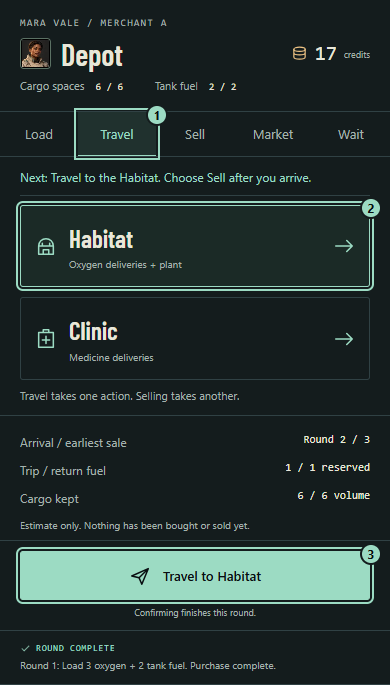 MARA VALE / MERCHANT A
Depot
17 credits
Cargo spaces 6 / 6 Tank fuel 2 / 2
1
Load Travel Sell Market Wait
Next: Travel to the Habitat. Choose Sell after you arrive.
2
Habitat
Oxygen deliveries + plant
Clinic
Medicine deliveries
Travel takes one action. Selling takes another.
Arrival / earliest sale Round 2 / 3
Trip / return fuel 1 / 1 reserved
Cargo kept 6 / 6 volume
Estimate only. Nothing has been bought or sold yet.
3
Travel to Habitat
Confirming finishes this round.
ROUND COMPLETE
Round 1: Load 3 oxygen + 2 tank fuel. Purchase complete.